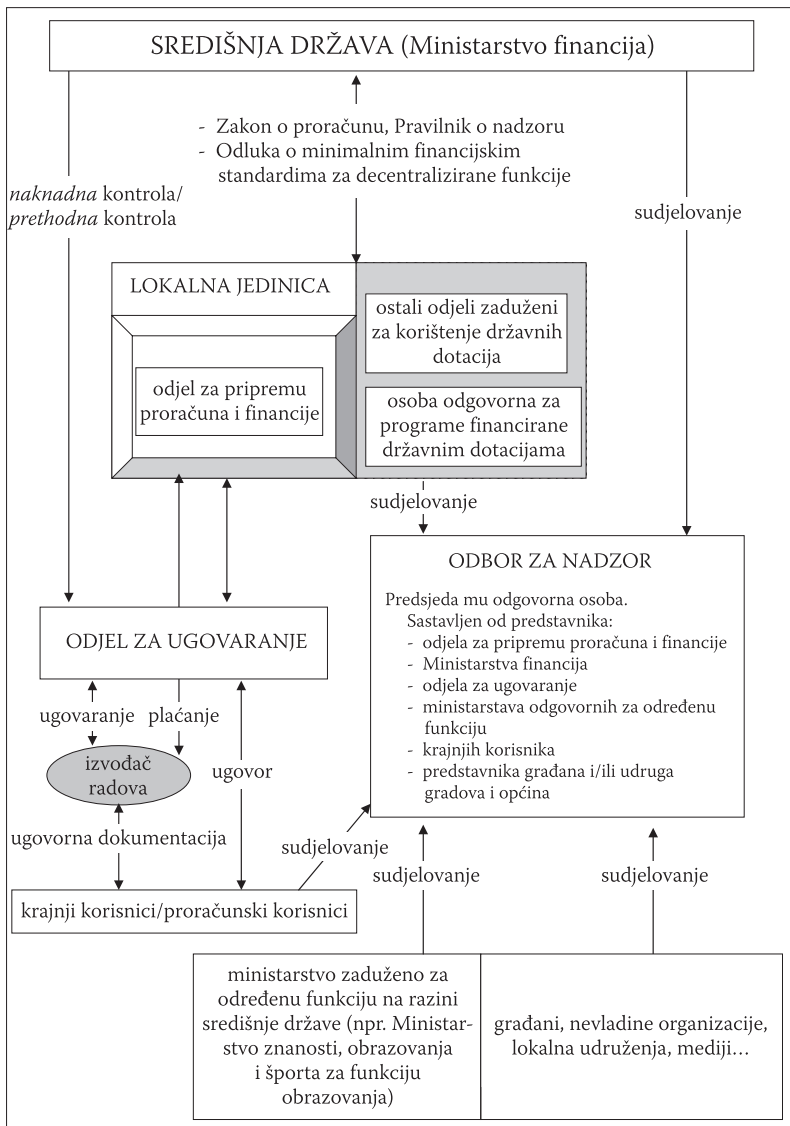 SREDIŠNJA DRŽAVA (Ministarstvo financija)
- Zakon o proračunu, Pravilnik o nadzoru
- Odluka o minimalnim financijskim
standardima za decentralizirane funkcije
naknadna kontrola/
prethodna kontrola
sudjelovanje
LOKALNA JEDINICA
odjel za pripremu
proračuna i financije
ostali odjeli zaduženi
za korištenje državnih
dotacija
osoba odgovorna za
programe financirane
državnim dotacijama
sudjelovanje
ODBOR ZA NADZOR
Predsjeda mu odgovorna osoba.
Sastavljen od predstavnika:
- odjela za pripremu proračuna i financije
- Ministarstva financija
- odjela za ugovaranje
- ministarstava odgovornih za određenu
funkciju
- krajnjih korisnika
- predstavnika građana i/ili udruga
gradova i općina
ODJEL ZA UGOVARANJE
ugovaranje
plaćanje
izvođač
radova
ugovor
ugovorna dokumentacija
sudjelovanje
krajnji korisnici/proračunski korisnici
sudjelovanje
sudjelovanje
ministarstvo zaduženo za
određenu funkciju na razini
središnje države (npr. Ministar-
stvo znanosti, obrazovanja
i športa za funkciju
obrazovanja)
građani, nevladine organizacije,
lokalna udruženja, mediji...